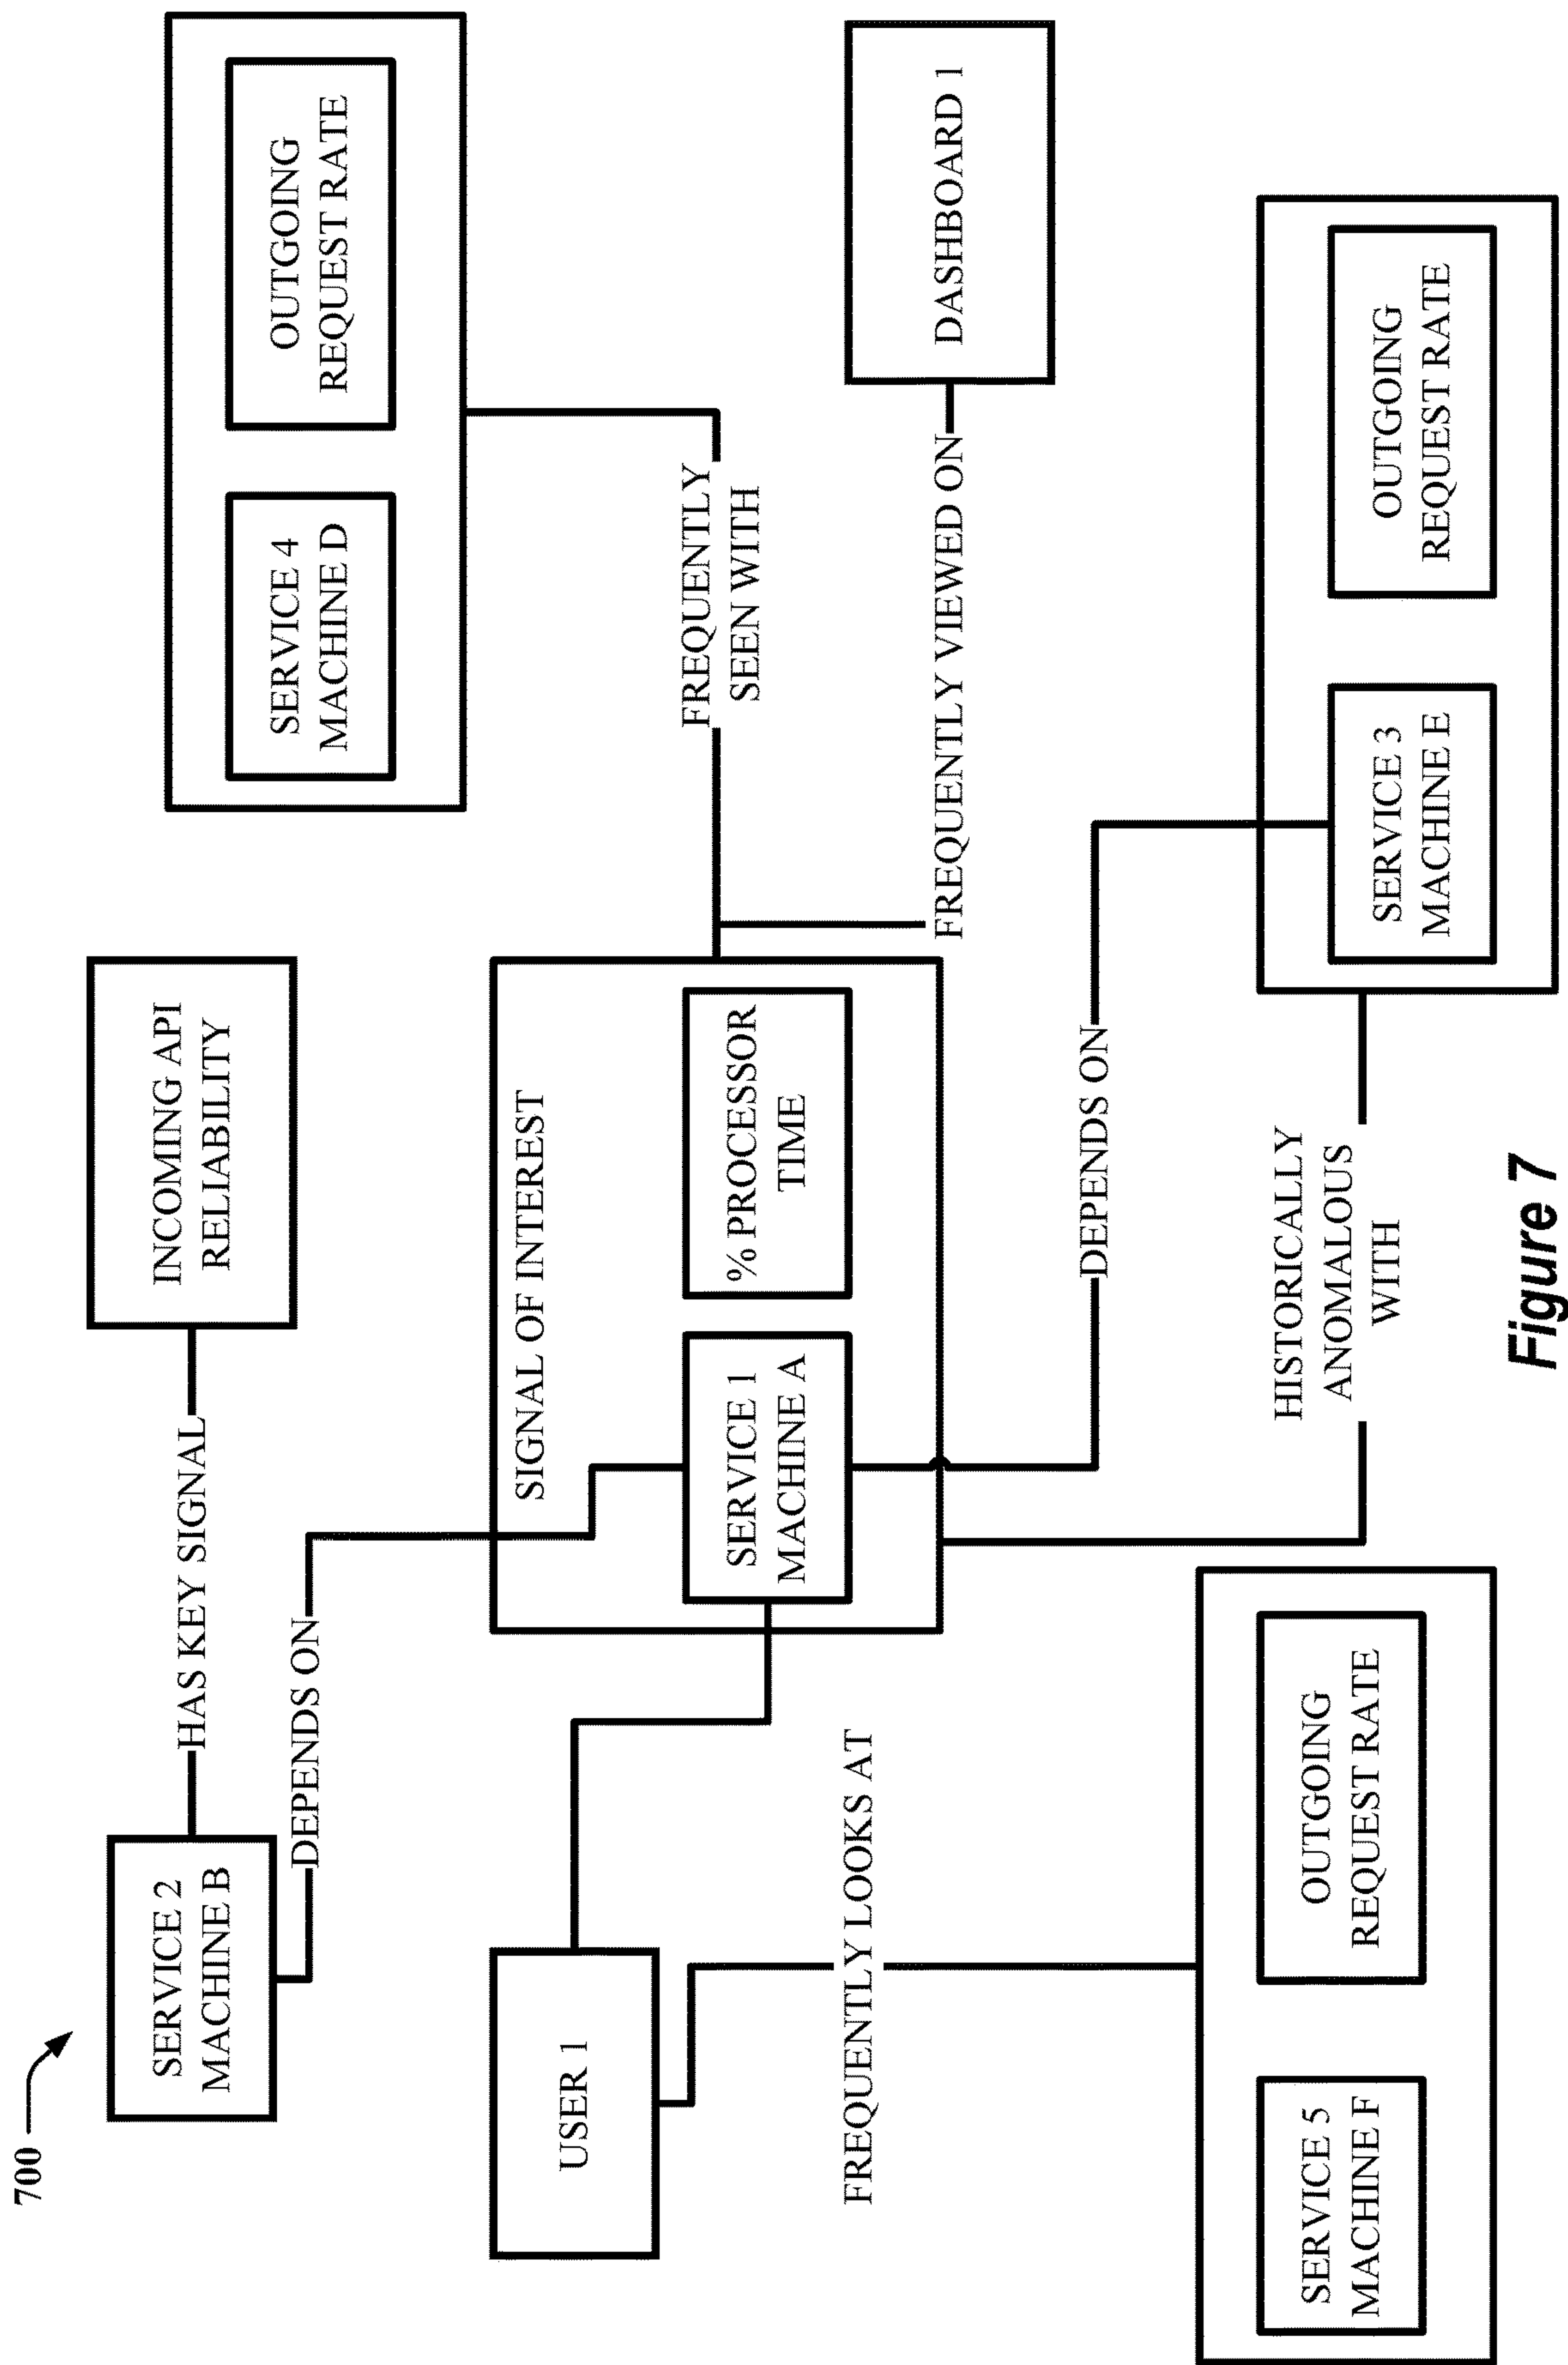 700
SERVICE 2
MACHINE B
HAS KEY SIGNAL
INCOMING API
RELIABILITY
DEPENDS ON
SERVICE 4
MACHINE D
OUTGOING
REQUEST RATE
USER 1
SIGNAL OF INTEREST
SERVICE 1
MACHINE A
% PROCESSOR
TIME
FREQUENTLY
SEEN WITH
FREQUENTLY LOOKS AT
FREQUENTLY VIEWED ON
DASHBOARD 1
DEPENDS ON
SERVICE 5
MACHINE F
OUTGOING
REQUEST RATE
HISTORICALLY
ANOMALOUS
WITH
SERVICE 3
MACHINE E
OUTGOING
REQUEST RATE
Figure 7